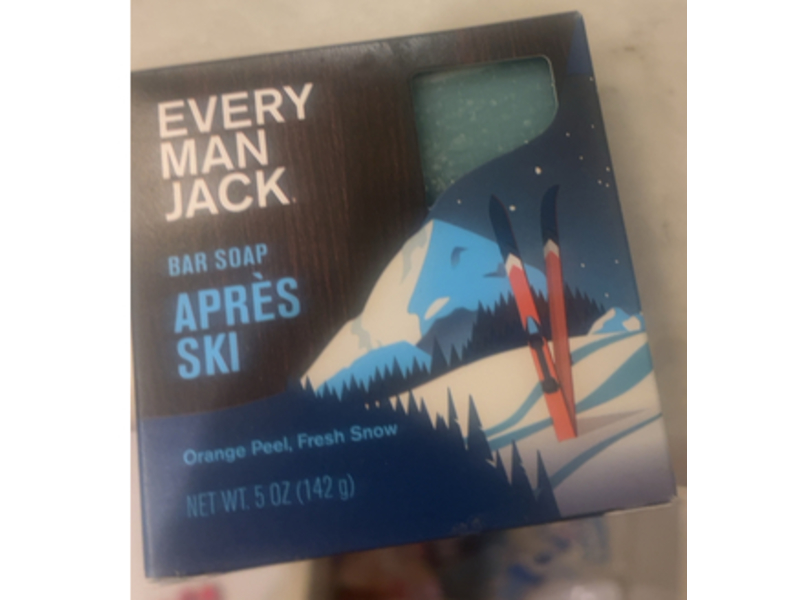 EVERY
MAN
JACK.
BAR SOAP
APRÈS
SKI
Orange Peel, Fresh Snow
NET WT. 5 OZ (142 g)